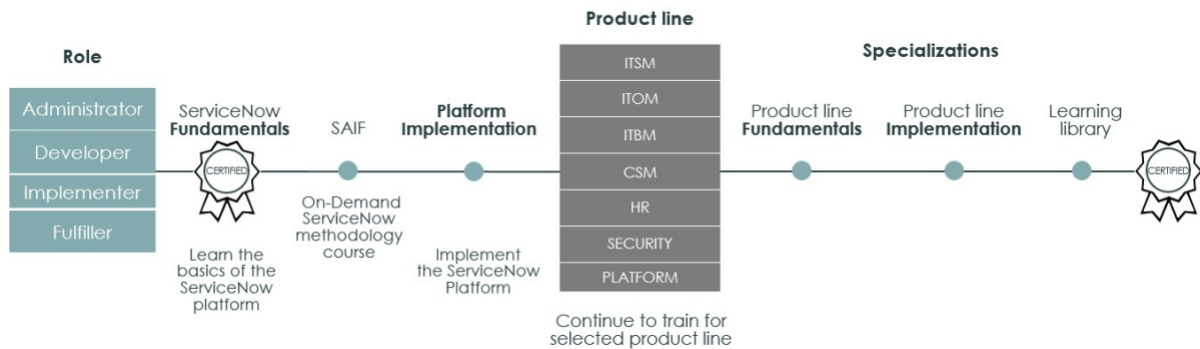 Role
Administrator
Developer
Implementer
Fulfiller
ServiceNow
Fundamentals
CERTIFIED
Learn the
basics of the
ServiceNow
platform
SAIF
On-Demand
ServiceNow
methodology
course
Platform
Implementation
Implement
the ServiceNow
Platform
Product line
ITSM
ITOM
ITBM
CSM
HR
SECURITY
PLATFORM
Continue to train for
selected product line
Specializations
Product line
Fundamentals
Product line
Implementation
Learning
library
CERTIFIED